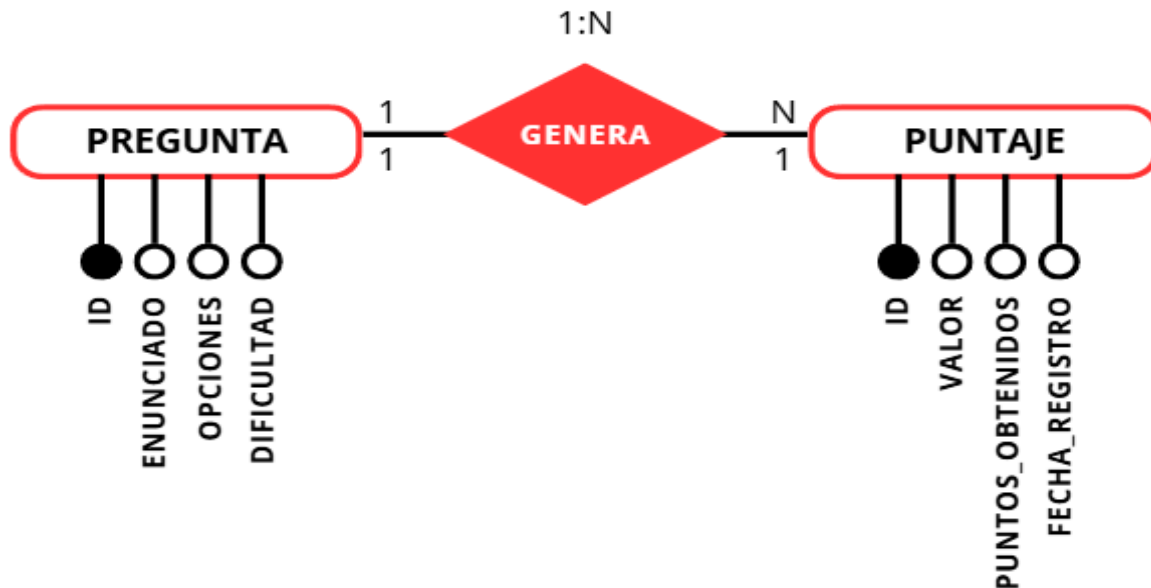 1:N
1
N
PREGUNTA
GENERA
PUNTAJE
1
1
ID
ENUNCIADO
OPCIONES
DIFICULTAD
ID
VALOR
PUNTOS_OBTENIDOS
FECHA_REGISTRO